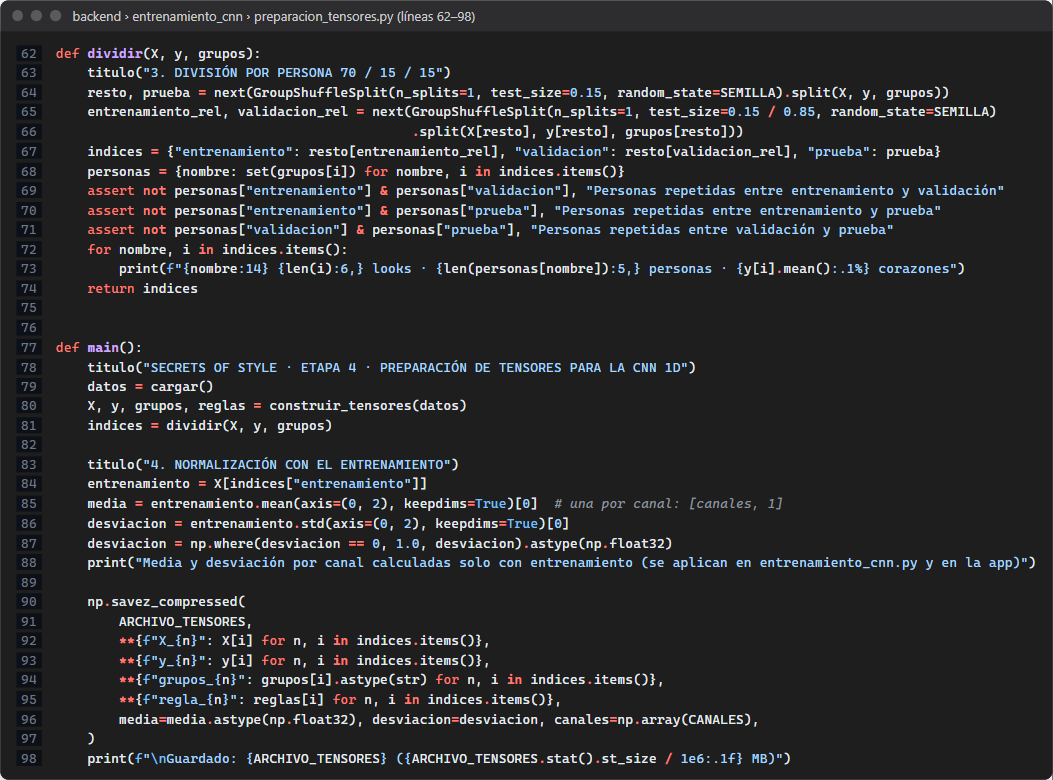 backend › entrenamiento_cnn › preparacion_tensores.py (líneas 62–98)
62 def dividir(X, y, grupos):
63     titulo("3. DIVISIÓN POR PERSONA 70 / 15 / 15")
64     resto, prueba = next(GroupShuffleSplit(n_splits=1, test_size=0.15, random_state=SEMILLA).split(X, y, grupos))
65     entrenamiento_rel, validacion_rel = next(GroupShuffleSplit(n_splits=1, test_size=0.15 / 0.85, random_state=SEMILLA)
66                                              .split(X[resto], y[resto], grupos[resto]))
67     indices = {"entrenamiento": resto[entrenamiento_rel], "validacion": resto[validacion_rel], "prueba": prueba}
68     personas = {nombre: set(grupos[i]) for nombre, i in indices.items()}
69     assert not personas["entrenamiento"] & personas["validacion"], "Personas repetidas entre entrenamiento y validación"
70     assert not personas["entrenamiento"] & personas["prueba"], "Personas repetidas entre entrenamiento y prueba"
71     assert not personas["validacion"] & personas["prueba"], "Personas repetidas entre validación y prueba"
72     for nombre, i in indices.items():
73         print(f"{nombre:14} {len(i):6,} looks · {len(personas[nombre]):5,} personas · {y[i].mean():.1%} corazones")
74     return indices
75
76
77 def main():
78     titulo("SECRETS OF STYLE · ETAPA 4 · PREPARACIÓN DE TENSORES PARA LA CNN 1D")
79     datos = cargar()
80     X, y, grupos, reglas = construir_tensores(datos)
81     indices = dividir(X, y, grupos)
82
83     titulo("4. NORMALIZACIÓN CON EL ENTRENAMIENTO")
84     entrenamiento = X[indices["entrenamiento"]]
85     media = entrenamiento.mean(axis=(0, 2), keepdims=True)[0]  # una por canal: [canales, 1]
86     desviacion = entrenamiento.std(axis=(0, 2), keepdims=True)[0]
87     desviacion = np.where(desviacion == 0, 1.0, desviacion).astype(np.float32)
88     print("Media y desviación por canal calculadas solo con entrenamiento (se aplican en entrenamiento_cnn.py y en la app)")
89
90     np.savez_compressed(
91         ARCHIVO_TENSORES,
92         **{f"X_{n}": X[i] for n, i in indices.items()},
93         **{f"y_{n}": y[i] for n, i in indices.items()},
94         **{f"grupos_{n}": grupos[i].astype(str) for n, i in indices.items()},
95         **{f"regla_{n}": reglas[i] for n, i in indices.items()},
96         media=media.astype(np.float32), desviacion=desviacion, canales=np.array(CANALES),
97     )
98     print(f"\nGuardado: {ARCHIVO_TENSORES} ({ARCHIVO_TENSORES.stat().st_size / 1e6:.1f} MB)")